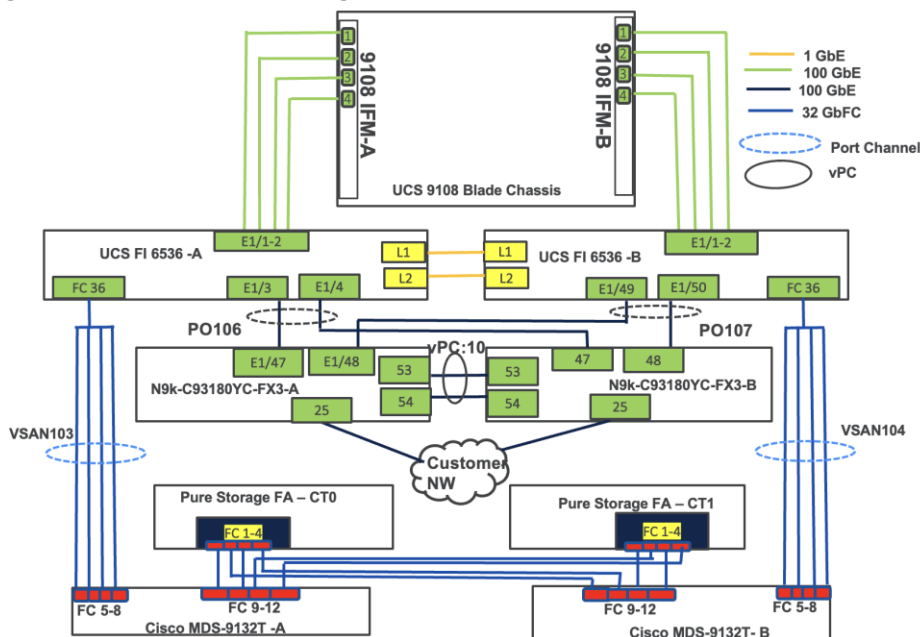 1
2
3
4
9108 IFM-A
1
2
3
4
9108 IFM-B
UCS 9108 Blade Chassis
1 GbE
100 GbE
100 GbE
32 GbFC
Port Channel
vPC
E1/1-2
UCS FI 6536 -A
L1
L2
FC 36
E1/3
E1/4
E1/1-2
UCS FI 6536 -B
L1
L2
E1/49
E1/50
FC 36
PO106
PO107
vPC:10
E1/47
E1/48
53
54
N9k-C93180YC-FX3-A
25
47
48
53
54
N9k-C93180YC-FX3-B
25
VSAN103
VSAN104
Customer
NW
Pure Storage FA – CT0
FC 1-4
Pure Storage FA – CT1
FC 1-4
FC 5-8
FC 9-12
Cisco MDS-9132T -A
FC 9-12
FC 5-8
Cisco MDS-9132T- B